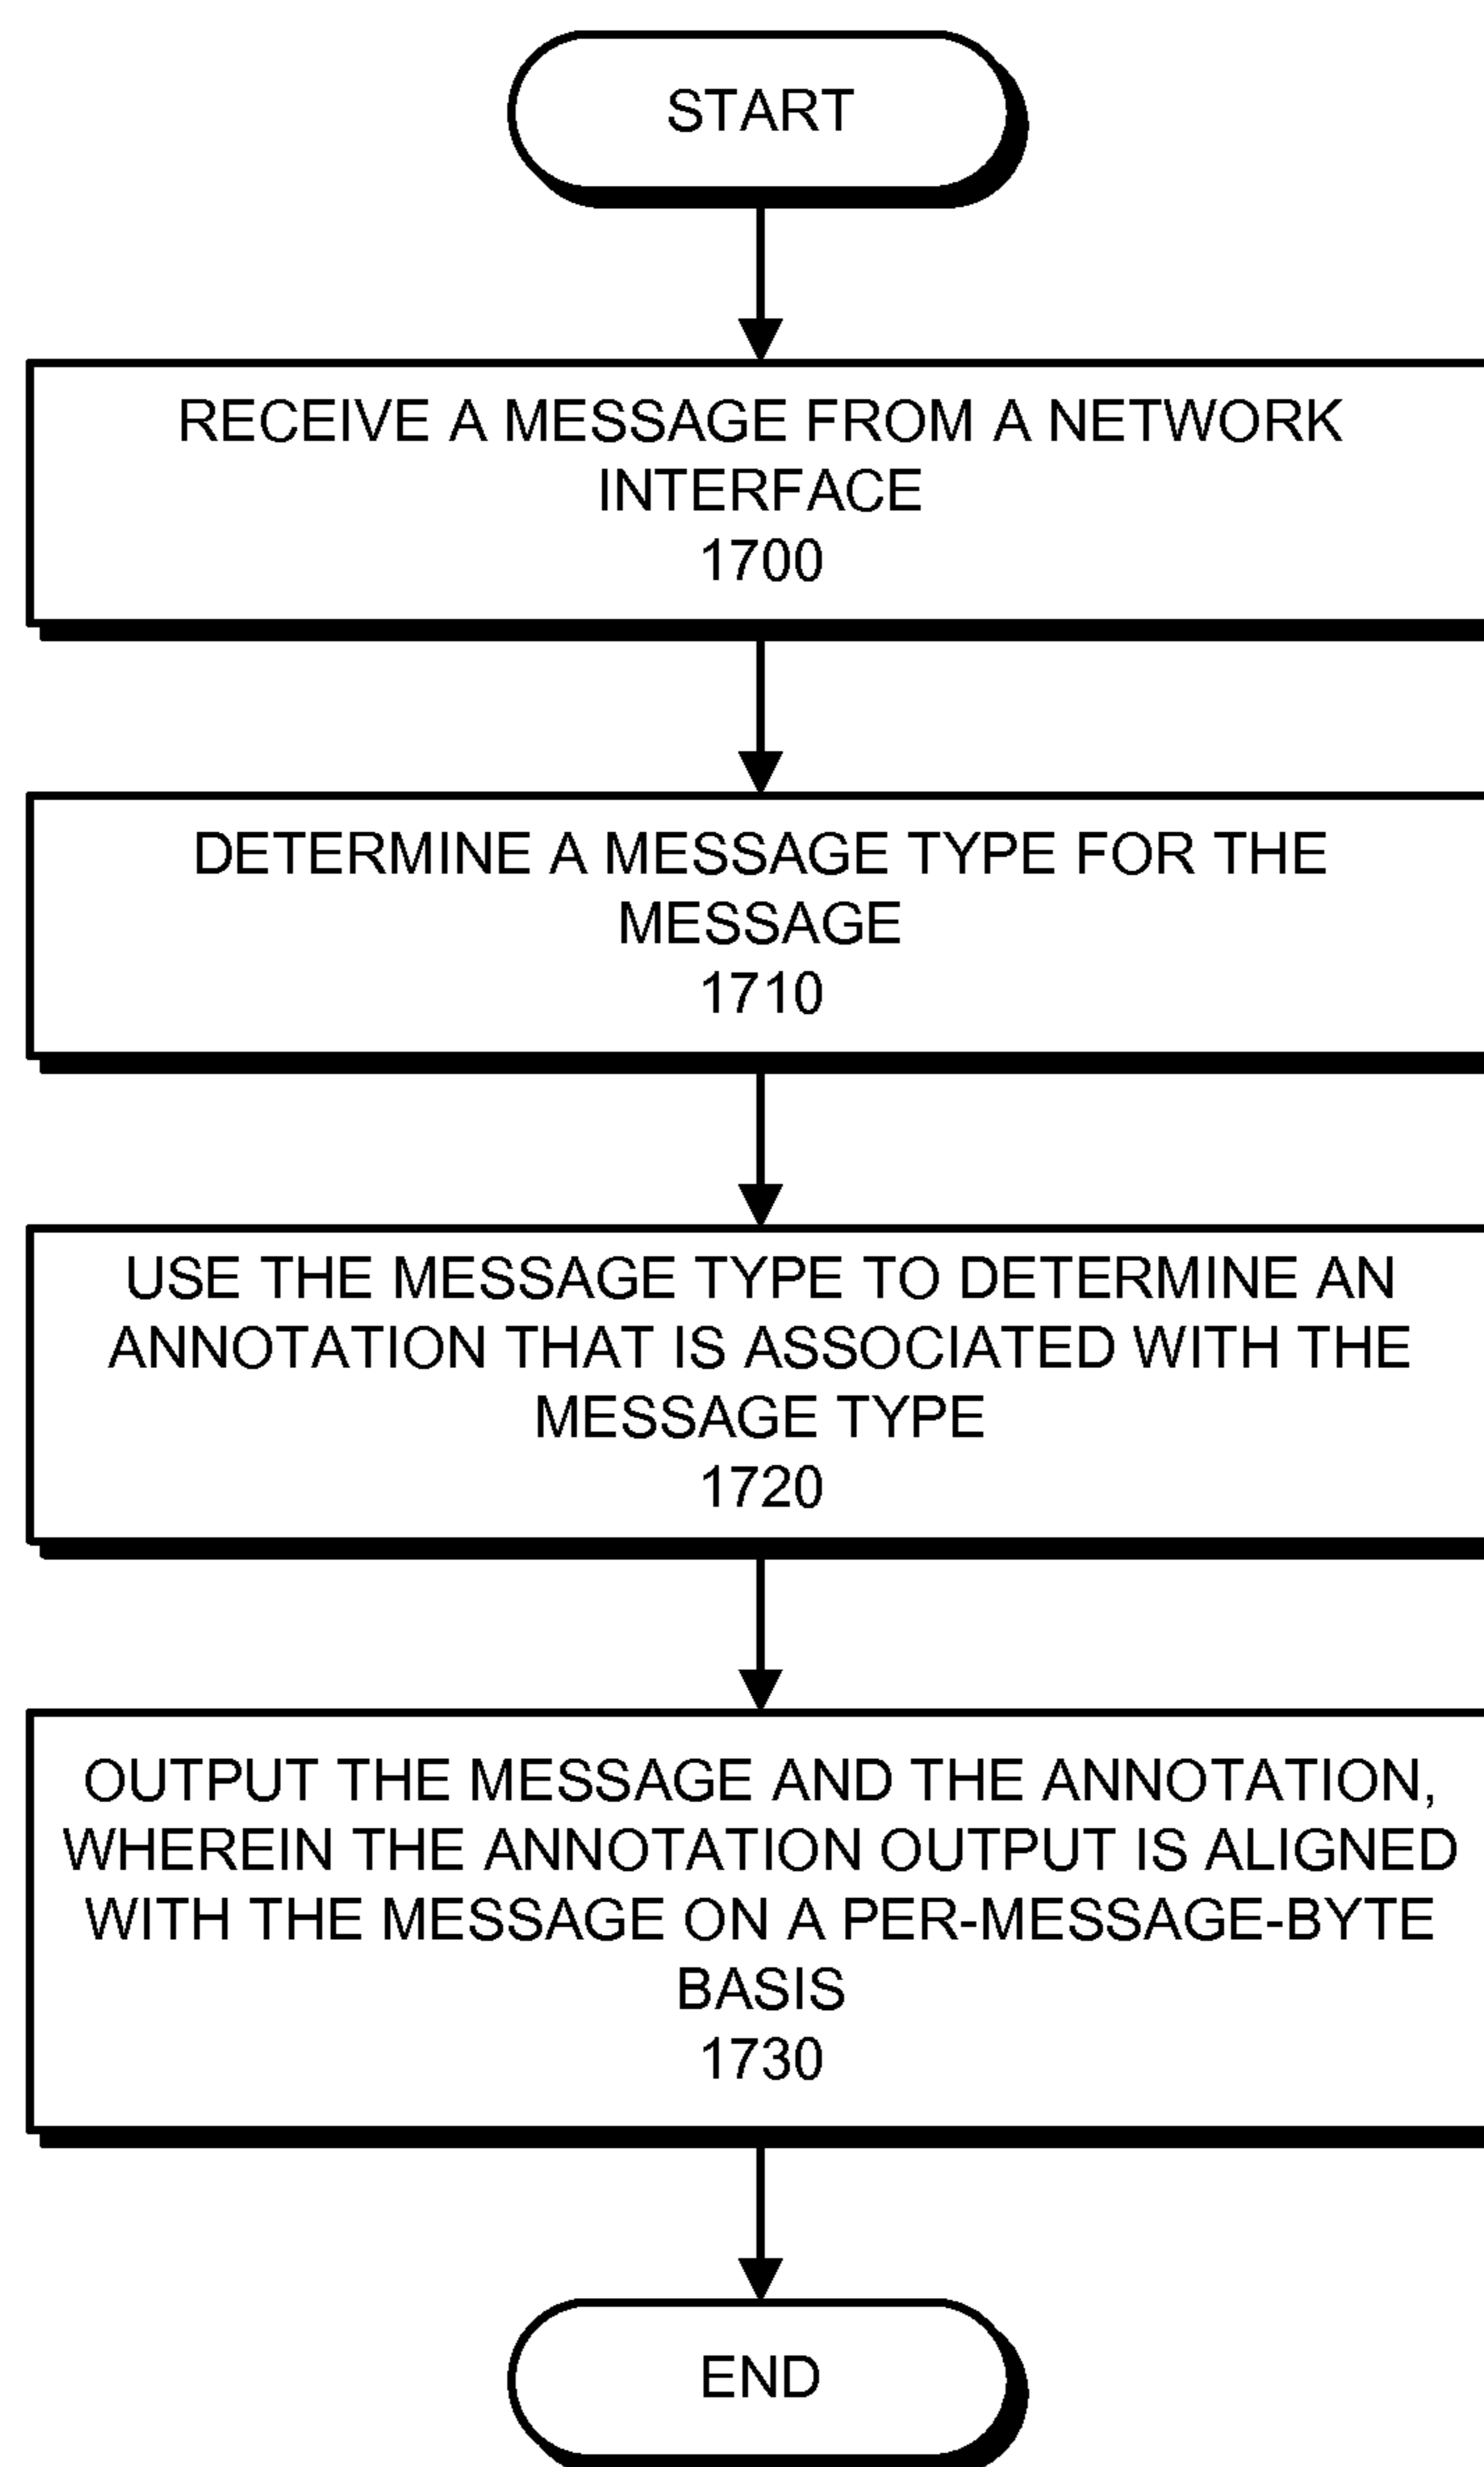 START
RECEIVE A MESSAGE FROM A NETWORK
INTERFACE
1700
DETERMINE A MESSAGE TYPE FOR THE
MESSAGE
1710
USE THE MESSAGE TYPE TO DETERMINE AN
ANNOTATION THAT IS ASSOCIATED WITH THE
MESSAGE TYPE
1720
OUTPUT THE MESSAGE AND THE ANNOTATION,
WHEREIN THE ANNOTATION OUTPUT IS ALIGNED
WITH THE MESSAGE ON A PER-MESSAGE-BYTE
BASIS
1730
END